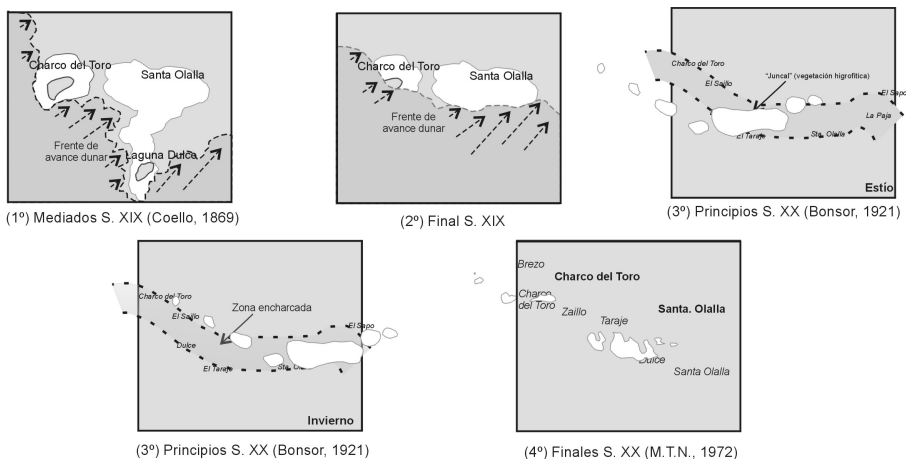 Charco del Toro
Santa Olalla
Frente de
avance dunar
Laguna Dulce
(1º) Mediados S. XIX (Coello, 1869)
Charco del Toro
Santa Olalla
Frente de
avance dunar
(2º) Final S. XIX
Charco del Toro
El Saillo
"Juncal" (vegetación higrofítica)
El Sapo
La Paja
El Taraje
Sta. Olalla
Estío
(3º) Principios S. XX (Bonsor, 1921)
Charco del Toro
El Saillo
Zona encharcada
El Sapo
Dulce
El Taraje
Invierno
(3º) Principios S. XX (Bonsor, 1921)
Brezo
Charco del Toro
Charco
del Toro
Zaillo
Santa. Olalla
Taraje
Dulce
Santa Olalla
(4º) Finales S. XX (M.T.N., 1972)